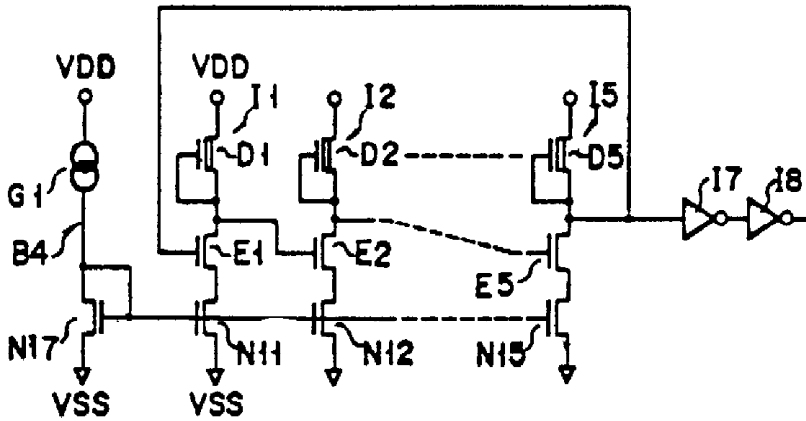 VDD VDD I1 I2 I5
D1 D2 D5
G1 I7 I8
B4 E1 E2 E5
N17 N11 N12 N15
VSS VSS